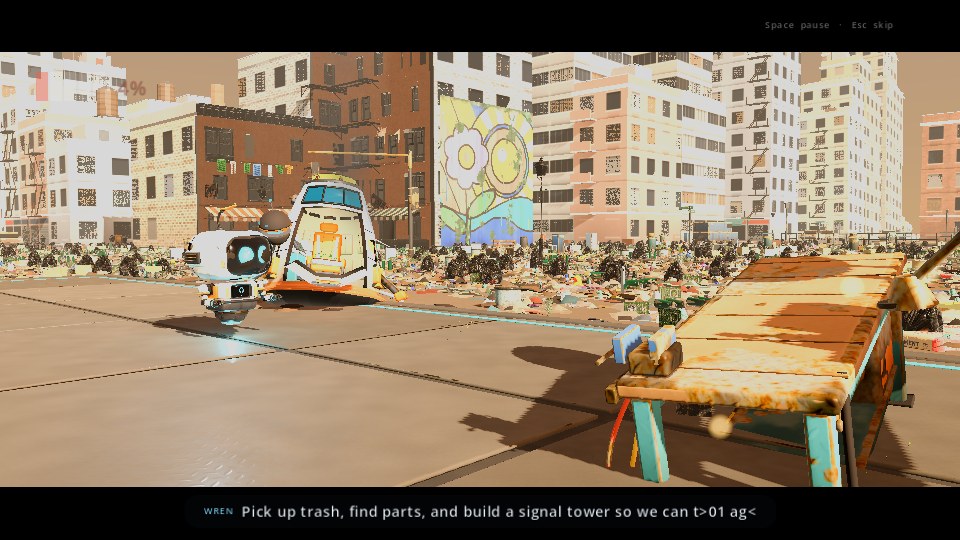 Space pause · Esc skip
4%
WREN Pick up trash, find parts, and build a signal tower so we can t>01 ag<